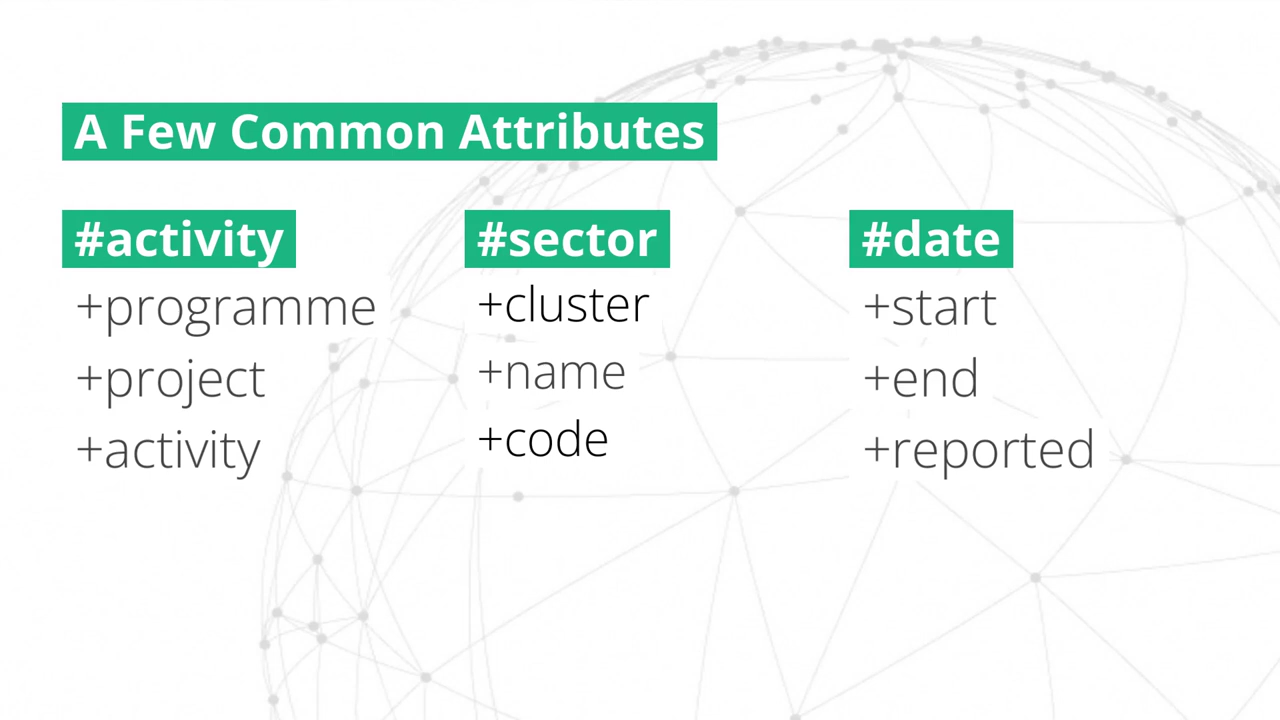 A Few Common Attributes
#activity
+programme
+project
+activity
#sector
+cluster
+name
+code
#date
+start
+end
+reported